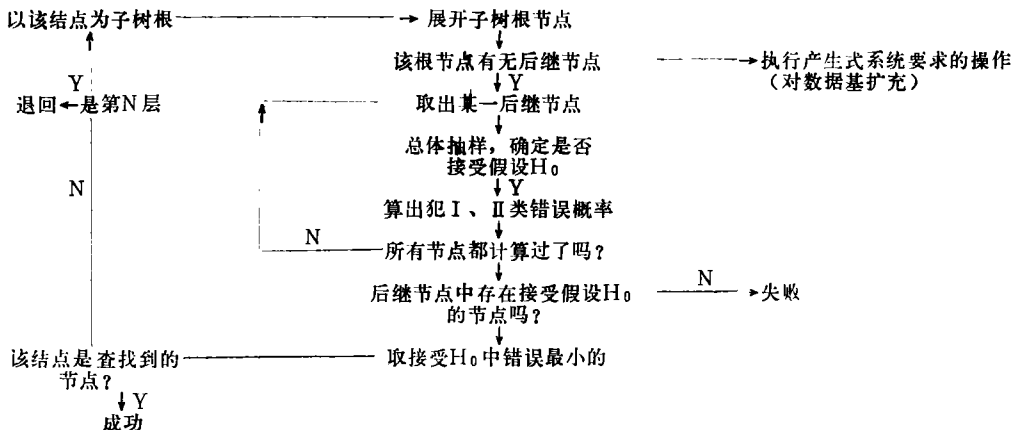 以该结点为子树根
展开子树根节点
该根节点有无后继节点
执行产生式系统要求的操作
(对数据基扩充)
Y
Y
退回
是第N层
取出某一后继节点
总体抽样,确定是否
接受假设H₀
N
Y
算出犯Ⅰ、Ⅱ类错误概率
N
所有节点都计算过了吗?
后继节点中存在接受假设H₀
的节点吗?
N
失败
该结点是查找到的
节点?
取接受H₀中错误最小的
Y
成功